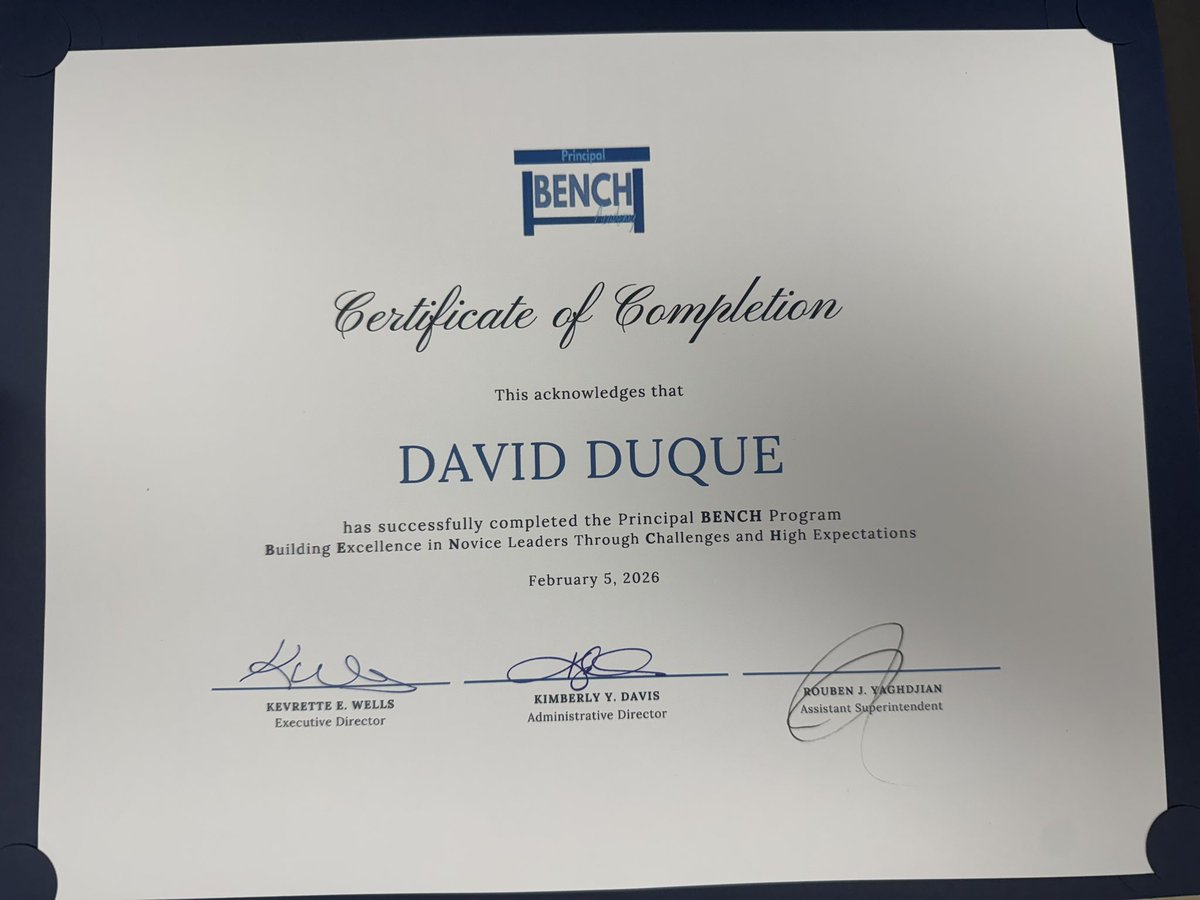 Principal
BENCH
Academy
Certificate of Completion
This acknowledges that
DAVID DUQUE
has successfully completed the Principal BENCH Program
Building Excellence in Novice Leaders Through Challenges and High Expectations
February 5, 2026
KEVRETTE E. WELLS
Executive Director
KIMBERLY Y. DAVIS
Administrative Director
ROUBEN J. YAGHDJIAN
Assistant Superintendent